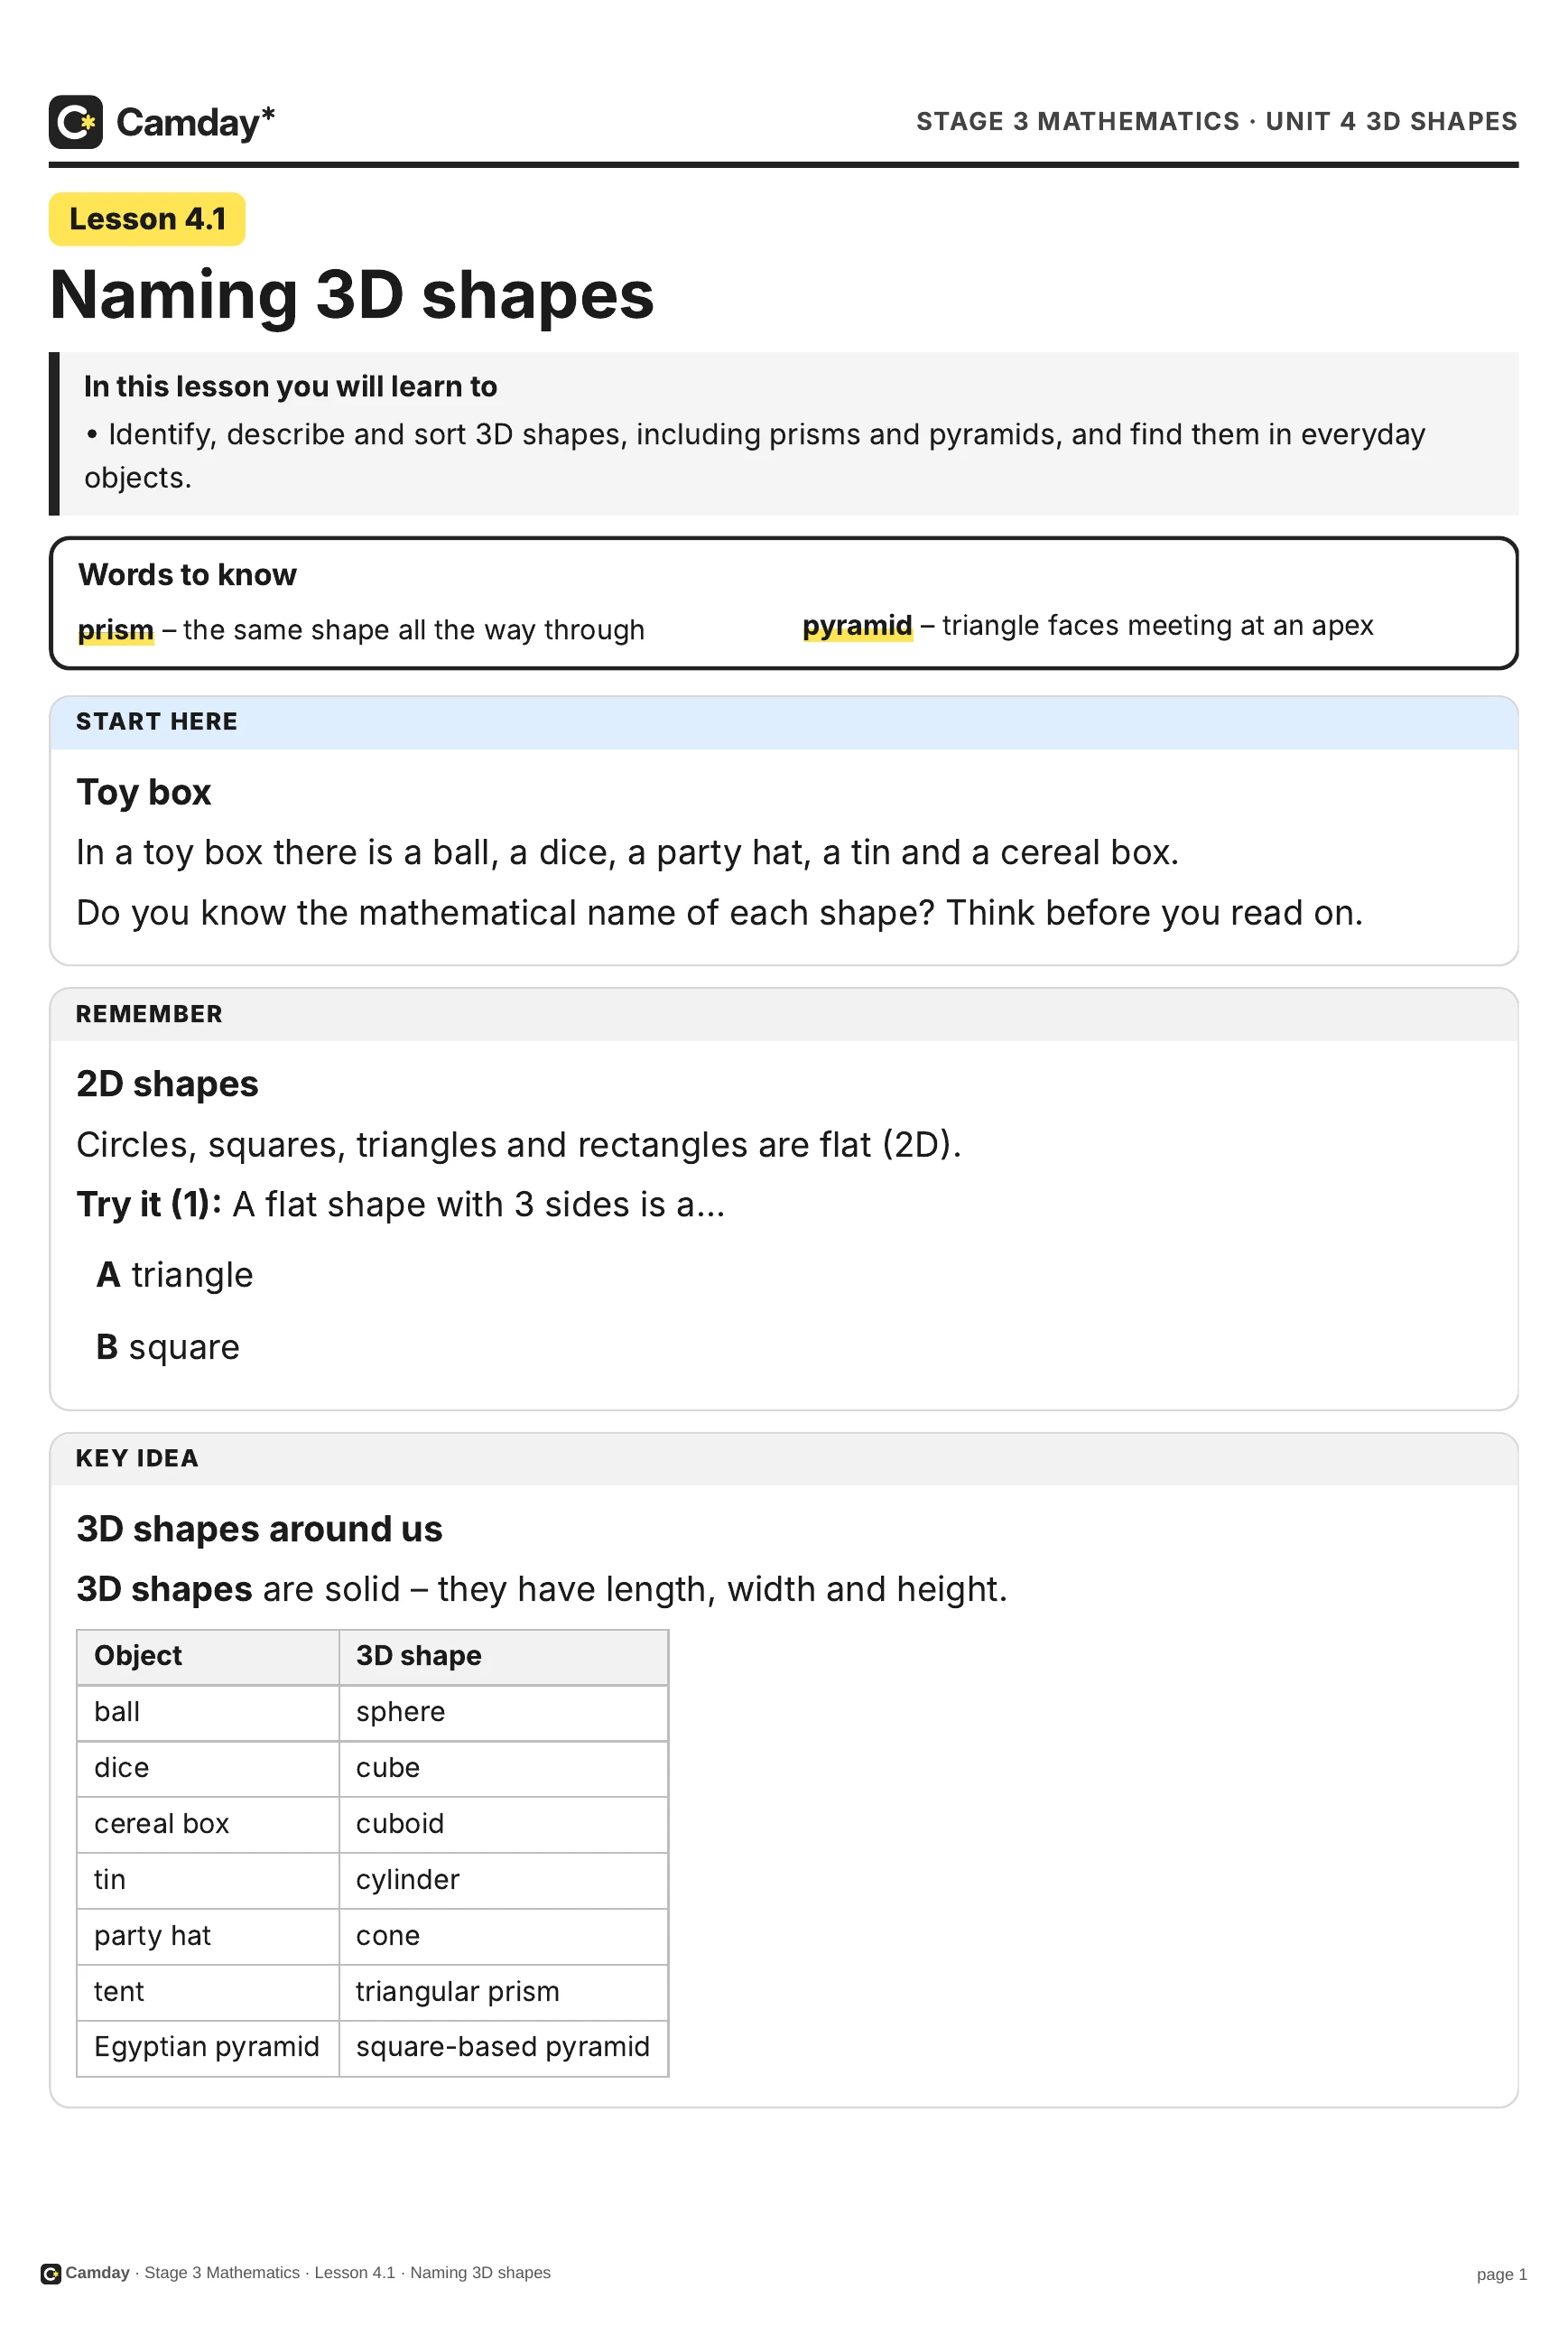 Camday*
STAGE 3 MATHEMATICS · UNIT 4 3D SHAPES
Lesson 4.1
Naming 3D shapes
In this lesson you will learn to
• Identify, describe and sort 3D shapes, including prisms and pyramids, and find them in everyday
objects.
Words to know
prism – the same shape all the way through
pyramid – triangle faces meeting at an apex
START HERE
Toy box
In a toy box there is a ball, a dice, a party hat, a tin and a cereal box.
Do you know the mathematical name of each shape? Think before you read on.
REMEMBER
2D shapes
Circles, squares, triangles and rectangles are flat (2D).
Try it (1): A flat shape with 3 sides is a...
A triangle
B square
KEY IDEA
3D shapes around us
3D shapes are solid – they have length, width and height.
Object 3D shape
ball sphere
dice cube
cereal box cuboid
tin cylinder
party hat cone
tent triangular prism
Egyptian pyramid square-based pyramid
Camday · Stage 3 Mathematics · Lesson 4.1 · Naming 3D shapes
page 1